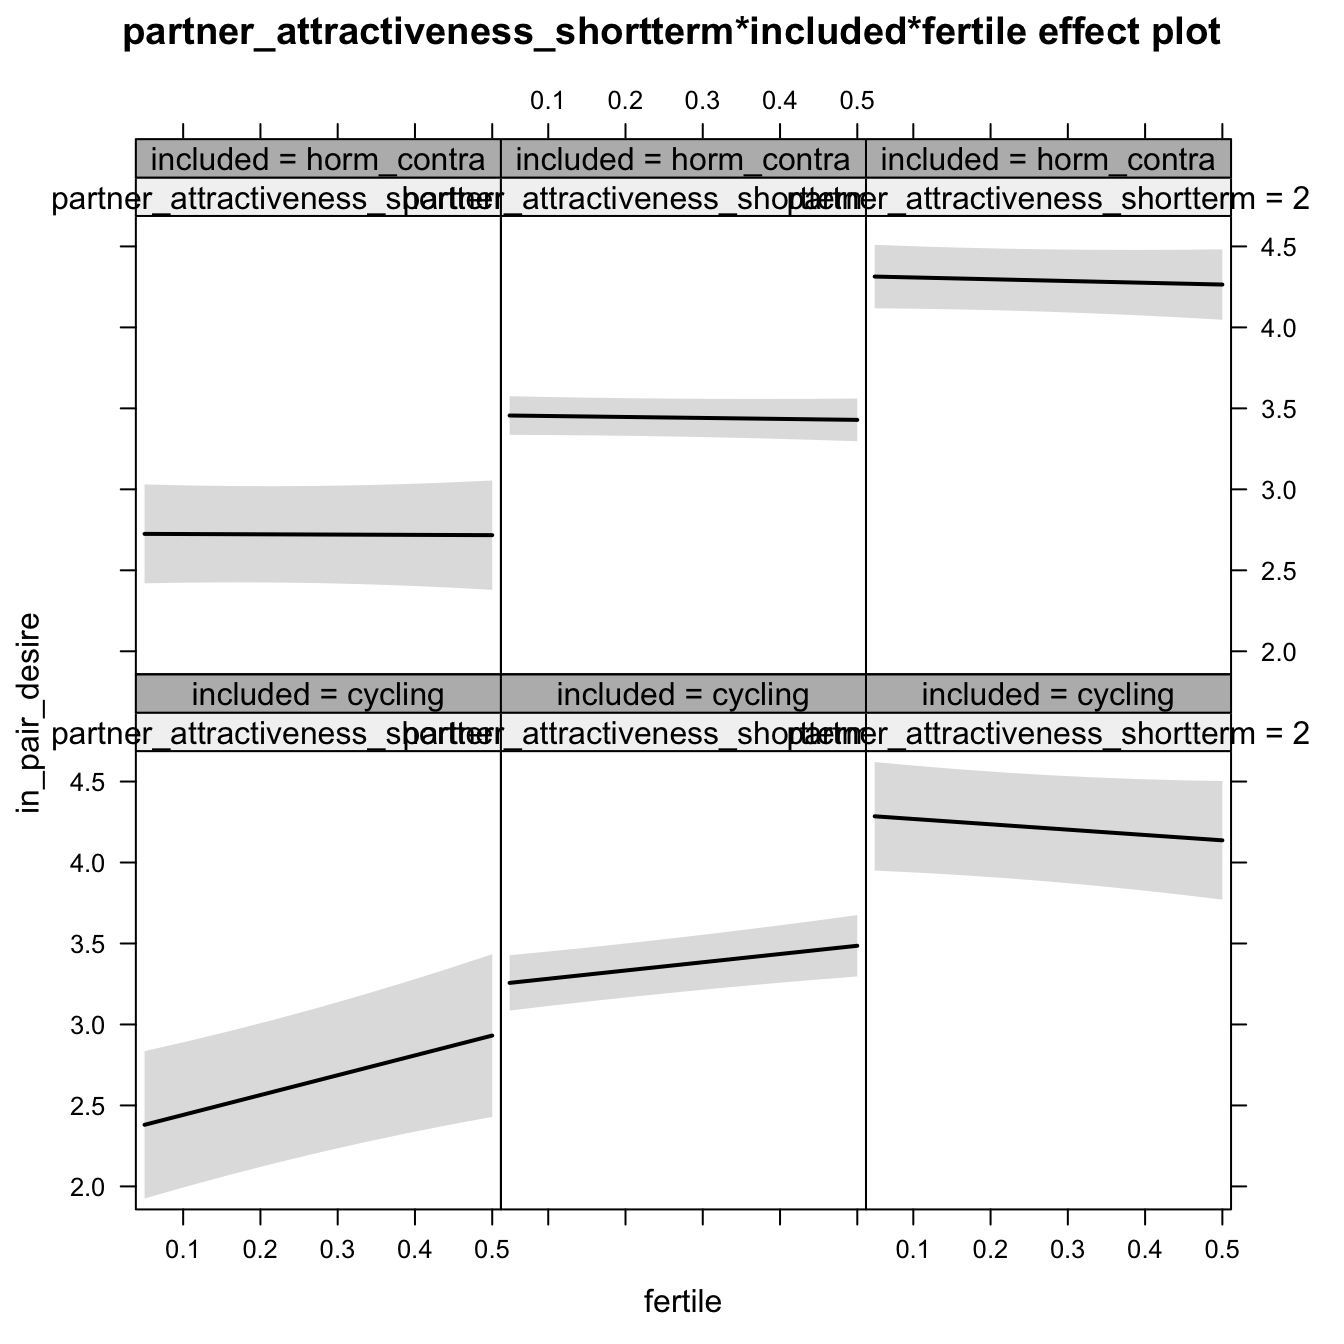 partner_attractiveness_shortterm*included*fertile effect plot
0.1 0.2 0.3 0.4 0.5
included = horm_contra included = horm_contra included = horm_contra
partner_attractiveness_shortterm = 2
4.5
4.0
3.5
3.0
2.5
2.0
in_pair_desire
included = cycling included = cycling included = cycling
partner_attractiveness_shortterm = 2
4.5
4.0
3.5
3.0
2.5
2.0
0.1 0.2 0.3 0.4 0.5 0.1 0.2 0.3 0.4 0.5
fertile